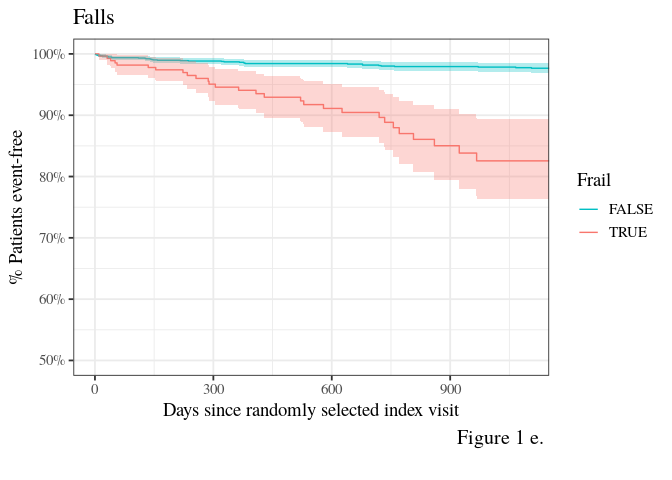 Falls
% Patients event-free
100%
90%
80%
70%
60%
50%
0 300 600 900
Days since randomly selected index visit
Frail
FALSE
TRUE
Figure 1 e.